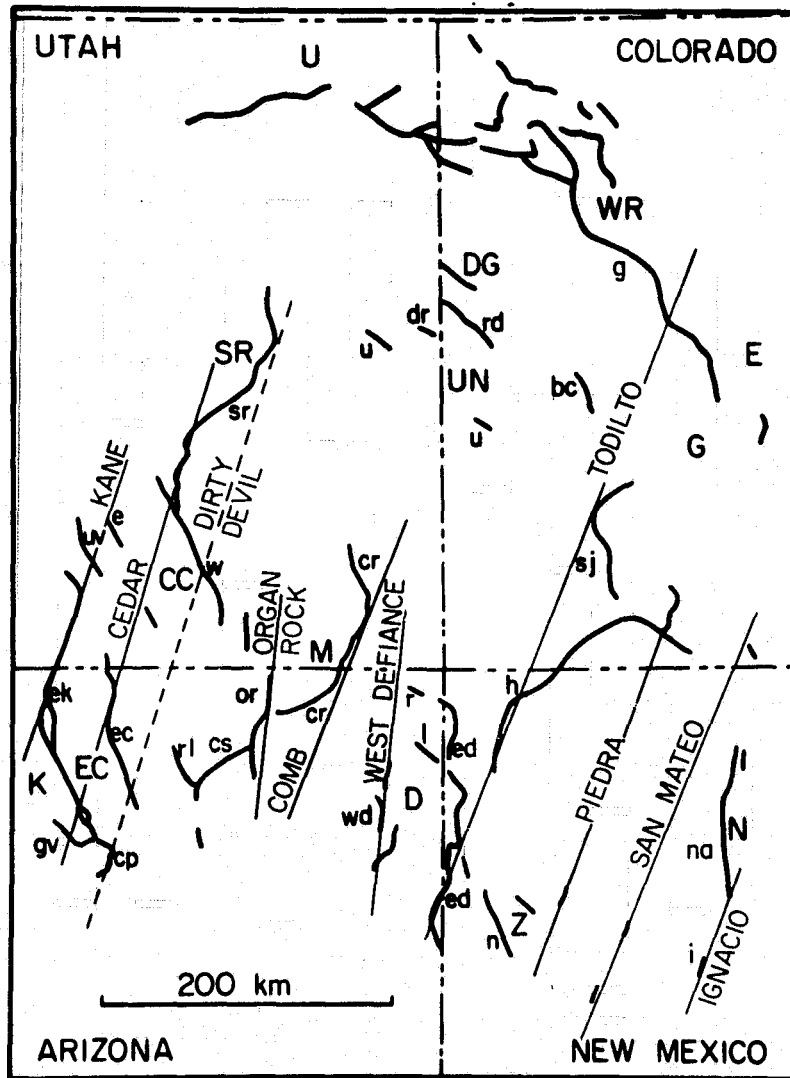 UTAH
U
COLORADO
WR
g
DG
dr
rd
u
SR
UN
E
sr
bc
u
G
TODILTO
KANE
e
uv
DIRTY
DEVIL
CC
w
cr
sj
CEDAR
ORGAN
ROCK
M
WEST DEFIANCE
ek
or
cr
h
ec
rl
cs
ed
K
EC
COMB
D
PIEDRA
SAN MATEO
wd
gv
cp
na
N
ed
n
Z
i
IGNACIO
200 km
ARIZONA
NEW MEXICO